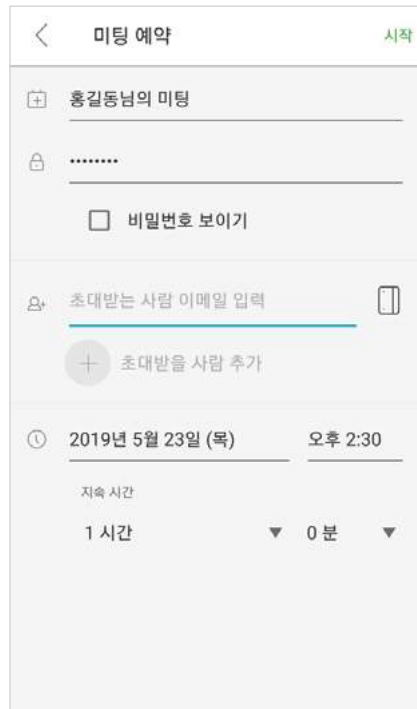 미팅 예약
시작
홍길동님의 미팅
••••••••
비밀번호 보이기
초대받는 사람 이메일 입력
초대받을 사람 추가
2019년 5월 23일 (목) 오후 2:30
지속 시간
1 시간 0 분